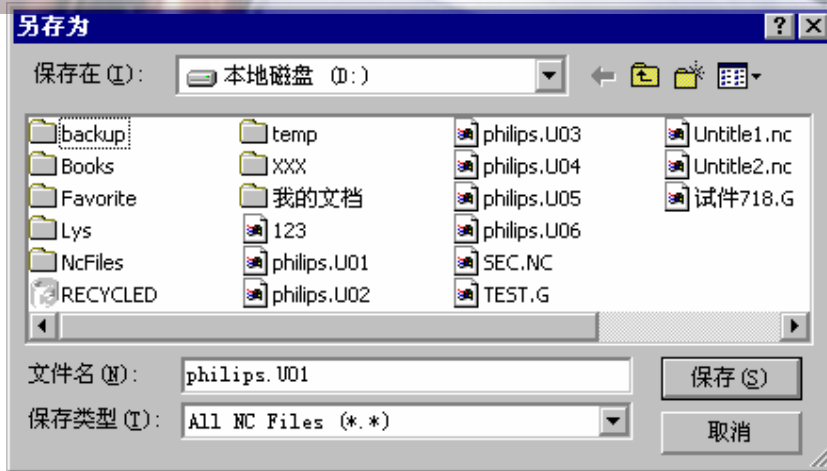 另存为
保存在(I): 本地磁盘 (D:)
backup temp philips.U03 Untitle1.nc
Books XXX philips.U04 Untitle2.nc
Favorite 我的文档 philips.U05 试件718.G
Lys 123 philips.U06
NcFiles philips.U01 SEC.NC
RECYCLED philips.U02 TEST.G
文件名(N): philips.U01 保存(S)
保存类型(T): All NC Files (*.*) 取消